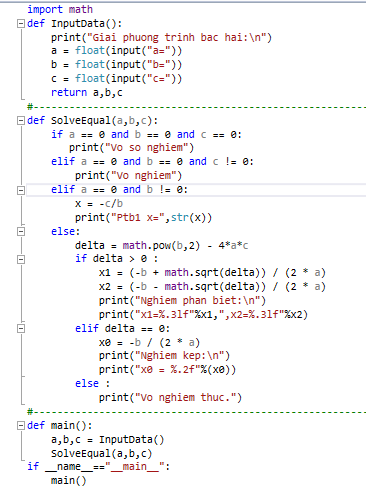 import math
def InputData():
    print("Giai phuong trinh bac hai:\n")
    a = float(input("a="))
    b = float(input("b="))
    c = float(input("c="))
    return a,b,c
#------------------------------------------------
def SolveEqual(a,b,c):
    if a == 0 and b == 0 and c == 0:
       print("Vo so nghiem")
    elif a == 0 and b == 0 and c != 0:
        print("Vo nghiem")
    elif a == 0 and b != 0:
        x = -c/b
        print("Ptb1 x=",str(x))
    else:
        delta = math.pow(b,2) - 4*a*c
        if delta > 0 :
            x1 = (-b + math.sqrt(delta)) / (2 * a)
            x2 = (-b - math.sqrt(delta)) / (2 * a)
            print("Nghiem phan biet:\n")
            print("x1=%.3lf"%x1,",x2=%.3lf"%x2)
        elif delta == 0:
            x0 = -b / (2 * a)
            print("Nghiem kep:\n")
            print("x0 = %.2f"%(x0))
        else :
            print("Vo nghiem thuc.")
#------------------------------------------------
def main():
    a,b,c = InputData()
    SolveEqual(a,b,c)
if __name__=="__main__":
    main()